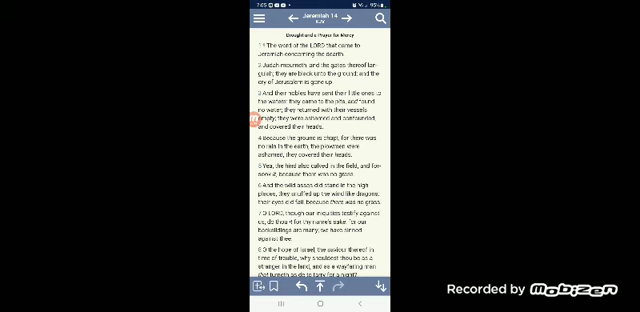 7:05
95%
Jeremiah 14
KJV
Drought and a Prayer for Mercy
1 The word of the LORD that came to
Jeremiah concerning the dearth.
2 Judah mourneth, and the gates thereof lan-
guish; they are black unto the ground; and the
cry of Jerusalem is gone up.
3 And their nobles have sent their little ones to
the waters: they came to the pits, and found
no water; they returned with their vessels
empty; they were ashamed and confounded,
and covered their heads.
4 Because the ground is chapt, for there was
no rain in the earth, the plowmen were
ashamed, they covered their heads.
5 Yea, the hind also calved in the field, and for-
sook it, because there was no grass.
6 And the wild asses did stand in the high
places, they snuffed up the wind like dragons;
their eyes did fail, because there was no grass.
7 O LORD, though our iniquities testify against
us, do thou it for thy name's sake: for our
backslidings are many; we have sinned
against thee.
8 O the hope of Israel, the saviour thereof in
time of trouble, why shouldest thou be as a
stranger in the land, and as a wayfaring man
that turneth aside to tarry for a night?
Recorded by Mobizen